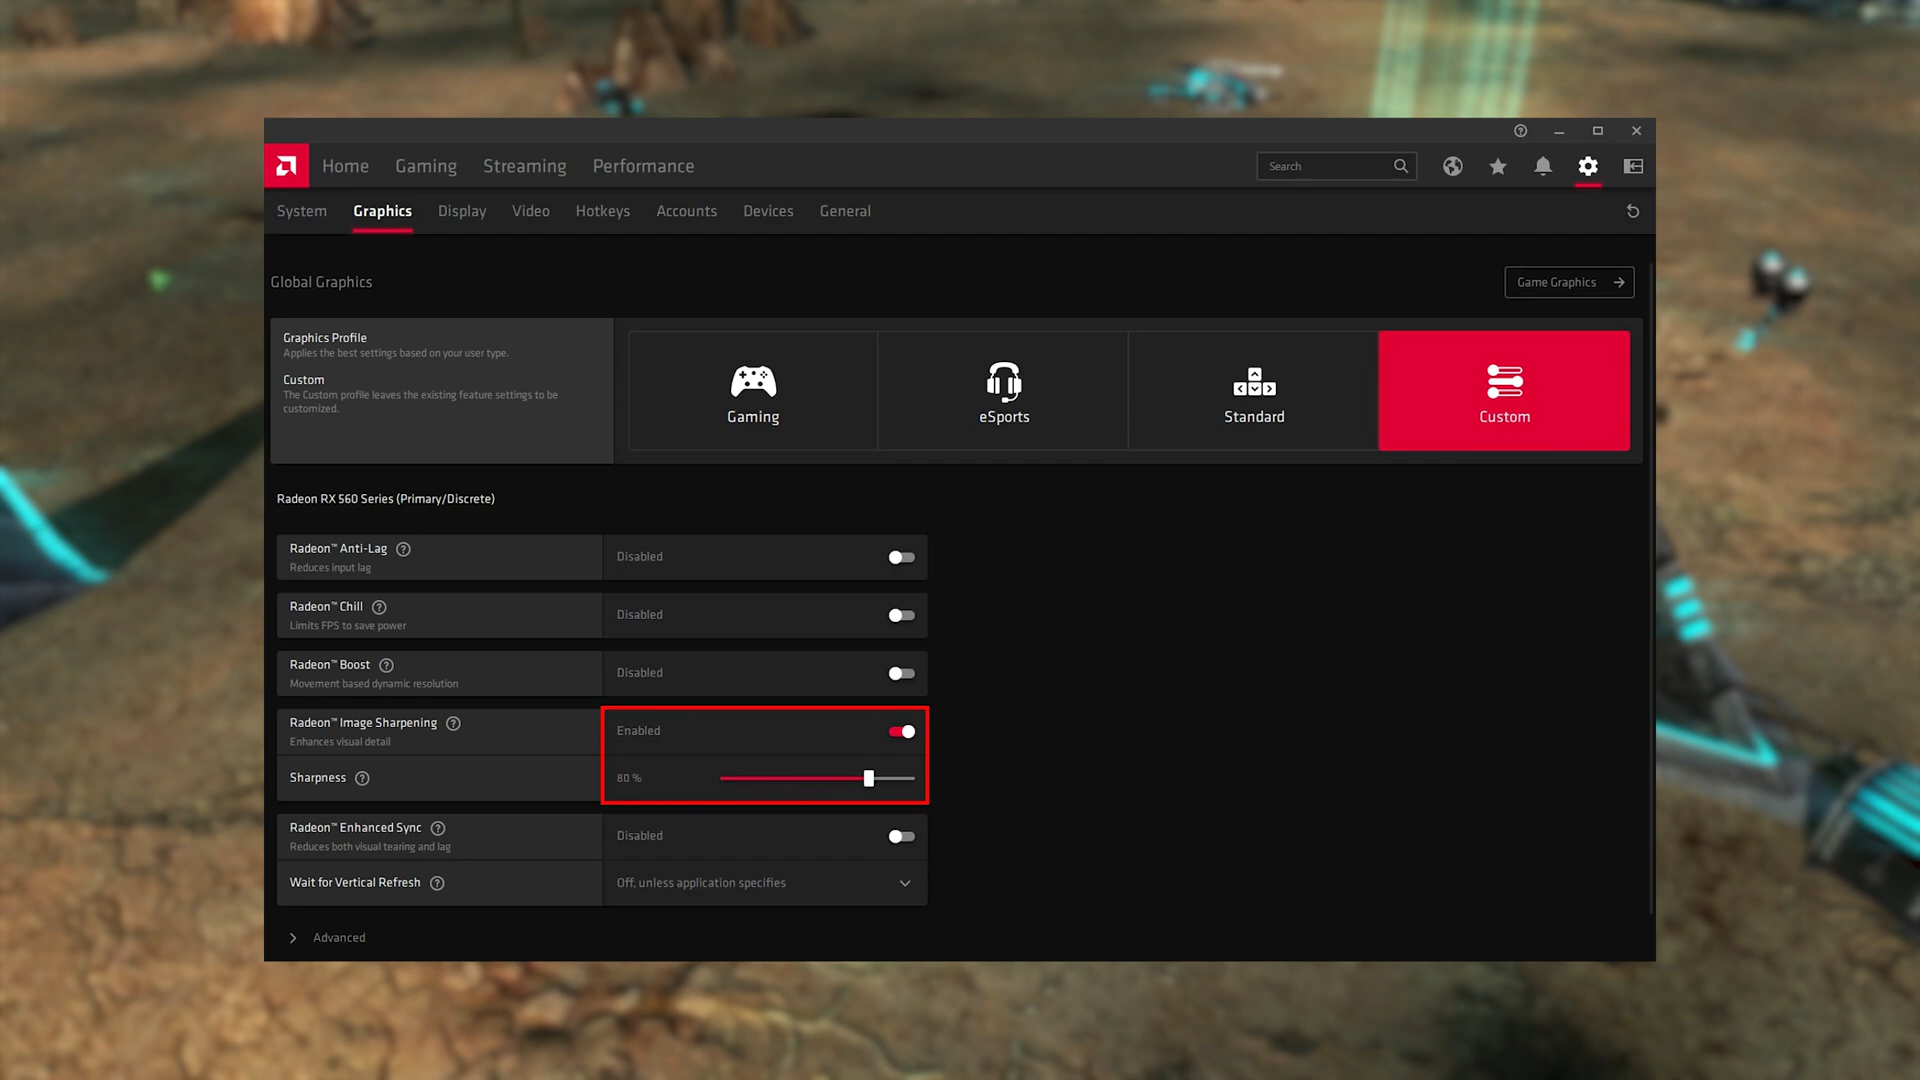 Home Gaming Streaming Performance Search
System Graphics Display Video Hotkeys Accounts Devices General
Global Graphics
Game Graphics
Graphics Profile
Applies the best settings based on your user type.
Custom
The Custom profile leaves the existing feature settings to be
customized.
Gaming
eSports
Standard
Custom
Radeon RX 560 Series (Primary/Discrete)
Radeon™ Anti-Lag
Reduces input lag
Disabled
Radeon™ Chill
Limits FPS to save power
Disabled
Radeon™ Boost
Movement based dynamic resolution
Disabled
Radeon™ Image Sharpening
Enhances visual detail
Enabled
Sharpness
80 %
Radeon™ Enhanced Sync
Reduces both visual tearing and lag
Disabled
Wait for Vertical Refresh
Off, unless application specifies
Advanced